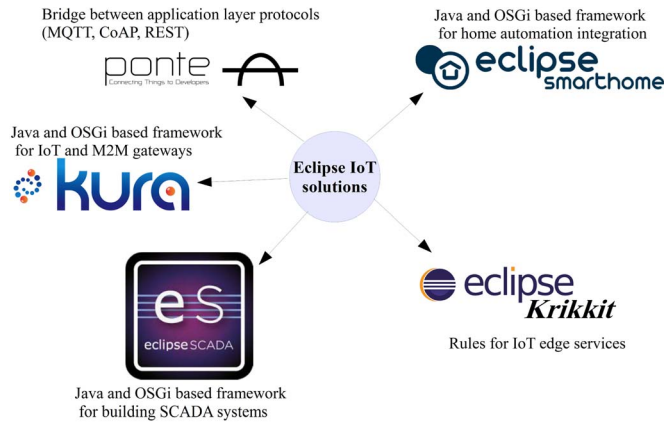 Bridge between application layer protocols
(MQTT, CoAP, REST)
ponte
Connecting Things to Developers
Java and OSGi based framework
for home automation integration
eclipse
smarthome
Java and OSGi based framework
for IoT and M2M gateways
kura
Eclipse IoT
solutions
eS
eclipseSCADA
Java and OSGi based framework
for building SCADA systems
eclipse
Krikkit
Rules for IoT edge services